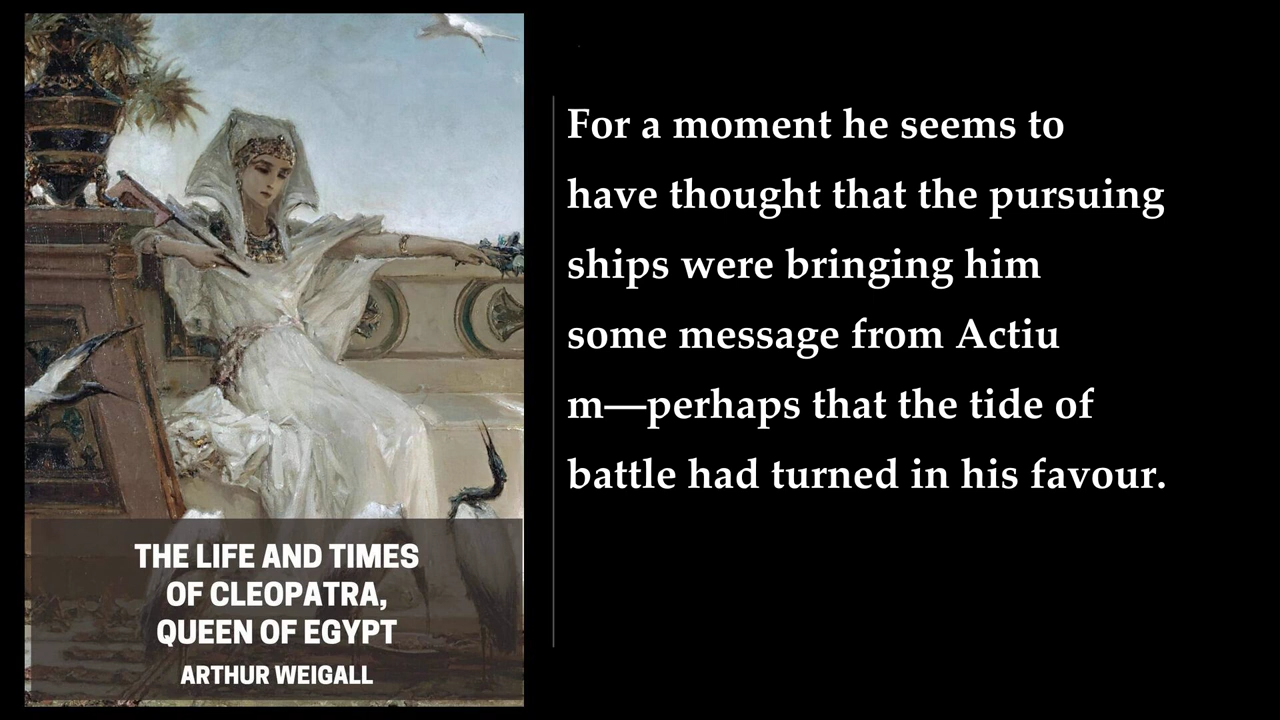 For a moment he seems to
have thought that the pursuing
ships were bringing him
some message from Actiu
m—perhaps that the tide of
battle had turned in his favour.
THE LIFE AND TIMES
OF CLEOPATRA,
QUEEN OF EGYPT
ARTHUR WEIGALL